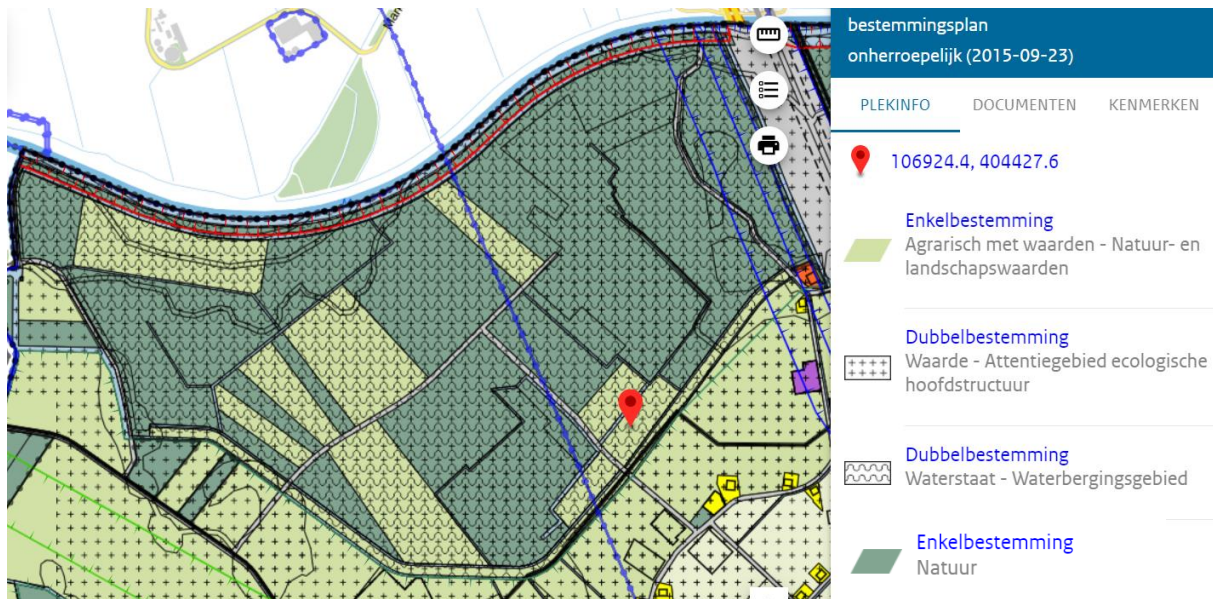 Mar
bestemmingsplan
onherroepelijk (2015-09-23)
PLEKINFO DOCUMENTEN KENMERKEN
106924.4, 404427.6
Enkelbestemming
Agrarisch met waarden - Natuur- en
landschapswaarden
Dubbelbestemming
Waarde - Attentiegebied ecologische
hoofdstructuur
Dubbelbestemming
Waterstaat - Waterbergingsgebied
Enkelbestemming
Natuur